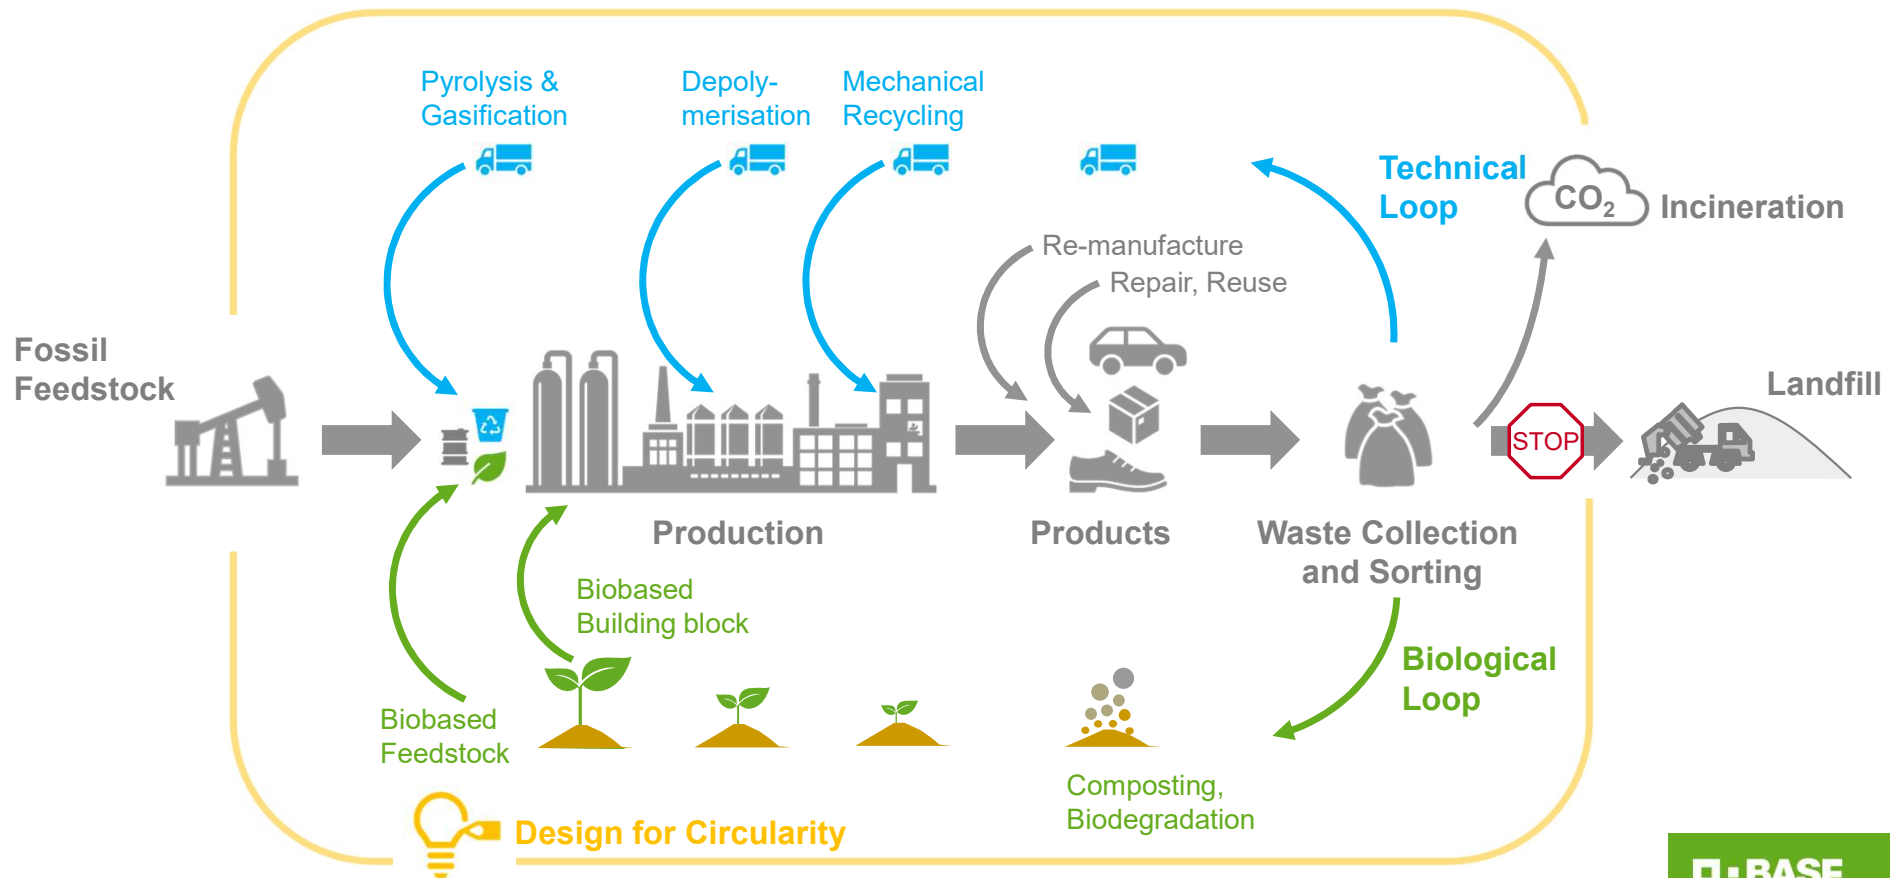 Pyrolysis &
Gasification
Depoly-
merisation
Mechanical
Recycling
Technical
Loop
CO2
Incineration
Re-manufacture
Repair, Reuse
Fossil
Feedstock
Landfill
STOP
Production
Products
Waste Collection
and Sorting
Biobased
Building block
Biological
Loop
Biobased
Feedstock
Composting,
Biodegradation
Design for Circularity